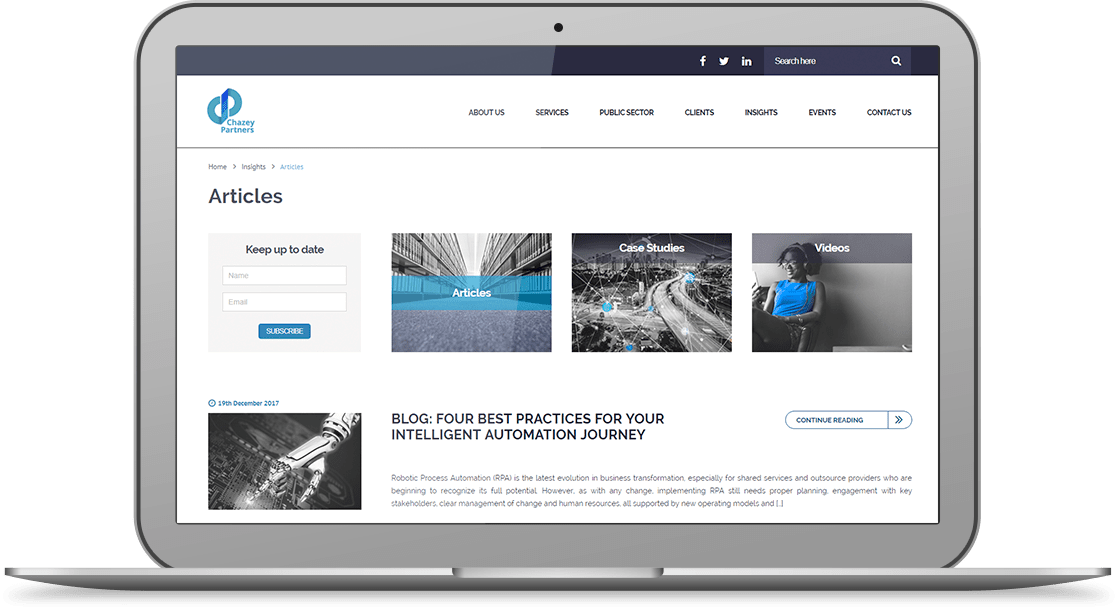 Search here
Chazey
Partners
ABOUT US SERVICES PUBLIC SECTOR CLIENTS INSIGHTS EVENTS CONTACT US
Home > Insights > Articles
Articles
Keep up to date
Name
Email
SUBSCRIBE
Articles
Case Studies
Videos
19th December 2017
BLOG: FOUR BEST PRACTICES FOR YOUR
INTELLIGENT AUTOMATION JOURNEY
CONTINUE READING
Robotic Process Automation (RPA) is the latest evolution in business transformation, especially for shared services and outsource providers who are
beginning to recognize its full potential. However, as with any change, implementing RPA still needs proper planning, engagement with key
stakeholders, clear management of change and human resources, all supported by new operating models and [...]